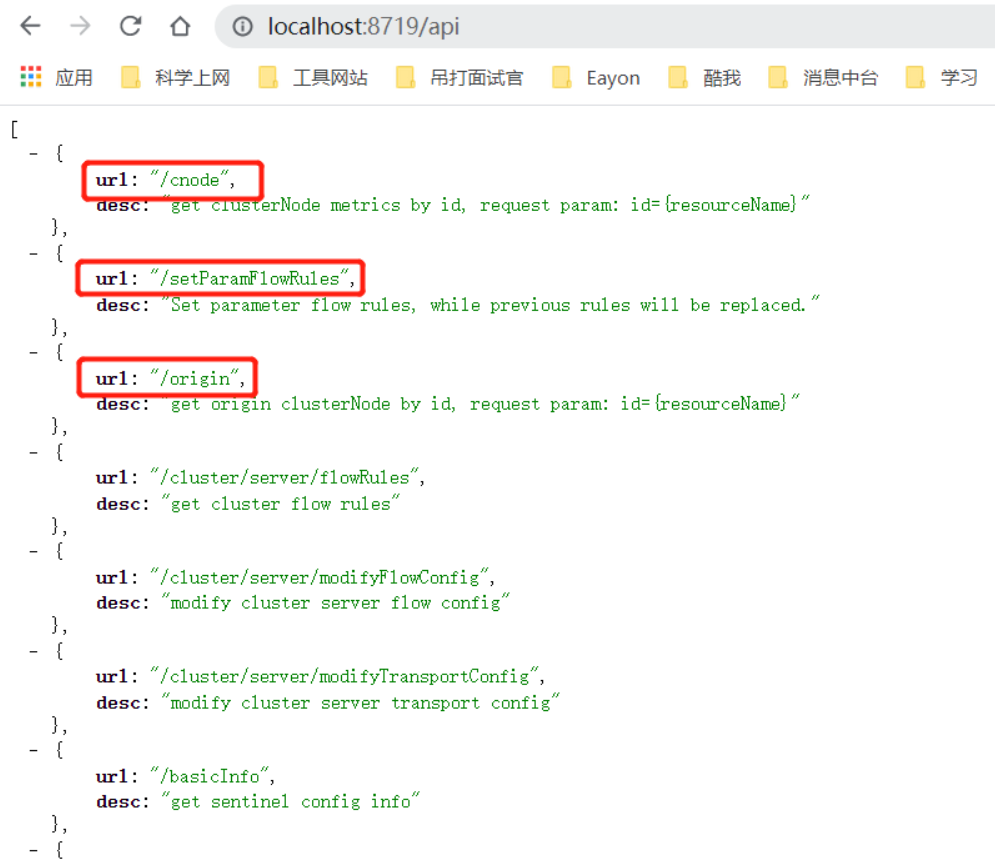 localhost:8719/api
应用 科学上网 工具网站 吊打面试官 Eayon 酷我 消息中台 学习
[
- {
url: "/cnode",
desc: "get clusterNode metrics by id, request param: id={resourceName}"
},
- {
url: "/setParamFlowRules",
desc: "Set parameter flow rules, while previous rules will be replaced."
},
- {
url: "/origin",
desc: "get origin clusterNode by id, request param: id={resourceName}"
},
- {
url: "/cluster/server/flowRules",
desc: "get cluster flow rules"
},
- {
url: "/cluster/server/modifyFlowConfig",
desc: "modify cluster server flow config"
},
- {
url: "/cluster/server/modifyTransportConfig",
desc: "modify cluster server transport config"
},
- {
url: "/basicInfo",
desc: "get sentinel config info"
},
- {